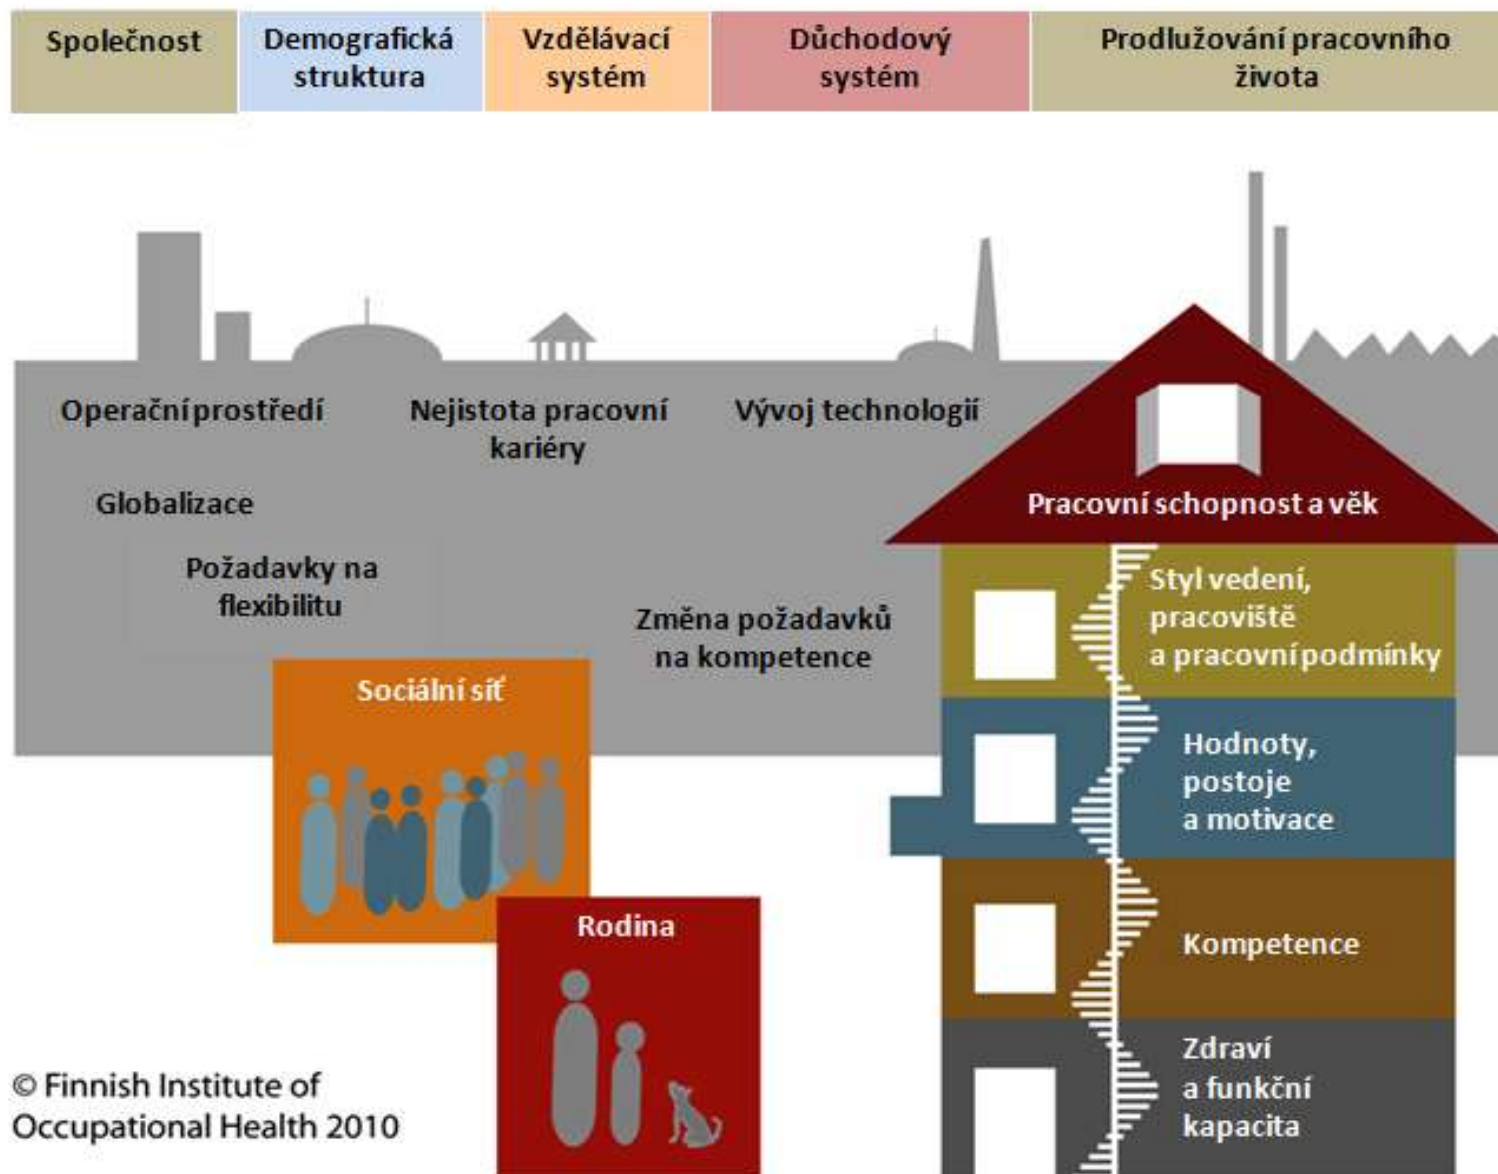 Společnost
Demografická
struktura
Vzdělávací
systém
Důchodový
systém
Prodlužování pracovního
života
Operační prostředí
Nejistota pracovní
kariéry
Vývoj technologií
Globalizace
Požadavky na
flexibilitu
Změna požadavků
na kompetence
Pracovní schopnost a věk
Styl vedení,
pracoviště
a pracovní podmínky
Sociální síť
Hodnoty,
postoje
a motivace
Rodina
Kompetence
Zdraví
a funkční
kapacita
© Finnish Institute of
Occupational Health 2010